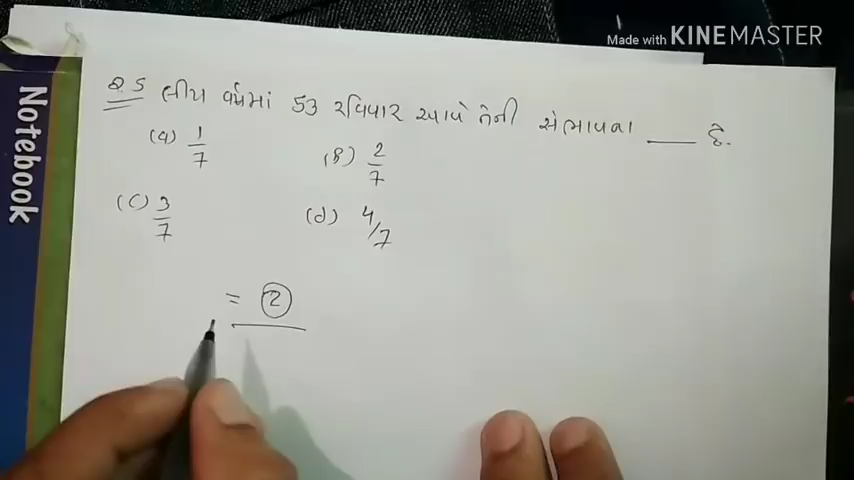 Made with KINEMASTER
Notebook
Q.5 લીપ વર્ષમાં 53 રવિવાર આવે તેની સંભાવના ____ છે.
(a) 1/7 (B) 2/7
(c) 3/7 (d) 4/7
= 2